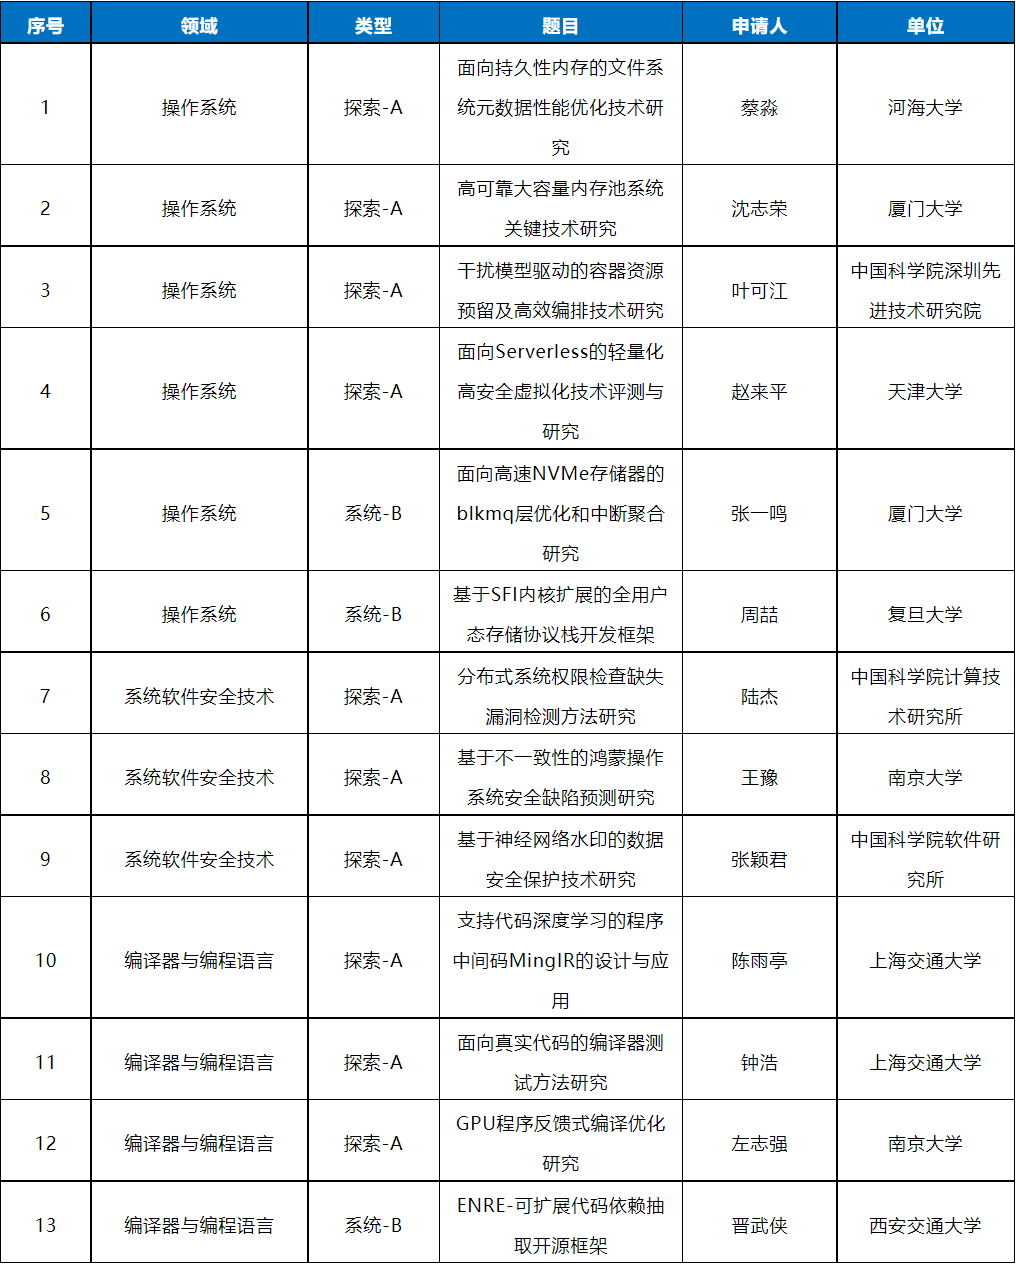 序号 领域 类型 题目 申请人 单位
1 操作系统 探索-A 面向持久性内存的文件系
统元数据性能优化技术研
究 蔡淼 河海大学
2 操作系统 探索-A 高可靠大容量内存池系统
关键技术研究 沈志荣 厦门大学
3 操作系统 探索-A 干扰模型驱动的容器资源
预留及高效编排技术研究 叶可江 中国科学院深圳先
进技术研究院
4 操作系统 探索-A 面向Serverless的轻量化
高安全虚拟化技术评测与
研究 赵来平 天津大学
5 操作系统 系统-B 面向高速NVMe存储器的
blkmq层优化和中断聚合
研究 张一鸣 厦门大学
6 操作系统 系统-B 基于SFI内核扩展的全用户
态存储协议栈开发框架 周喆 复旦大学
7 系统软件安全技术 探索-A 分布式系统权限检查缺失
漏洞检测方法研究 陆杰 中国科学院计算技
术研究所
8 系统软件安全技术 探索-A 基于不一致性的鸿蒙操作
系统安全缺陷预测研究 王豫 南京大学
9 系统软件安全技术 探索-A 基于神经网络水印的数据
安全保护技术研究 张颖君 中国科学院软件研
究所
10 编译器与编程语言 探索-A 支持代码深度学习的程序
中间码MingIR的设计与应
用 陈雨亭 上海交通大学
11 编译器与编程语言 探索-A 面向真实代码的编译器测
试方法研究 钟浩 上海交通大学
12 编译器与编程语言 探索-A GPU程序反馈式编译优化
研究 左志强 南京大学
13 编译器与编程语言 系统-B ENRE-可扩展代码依赖抽
取开源框架 晋武侠 西安交通大学